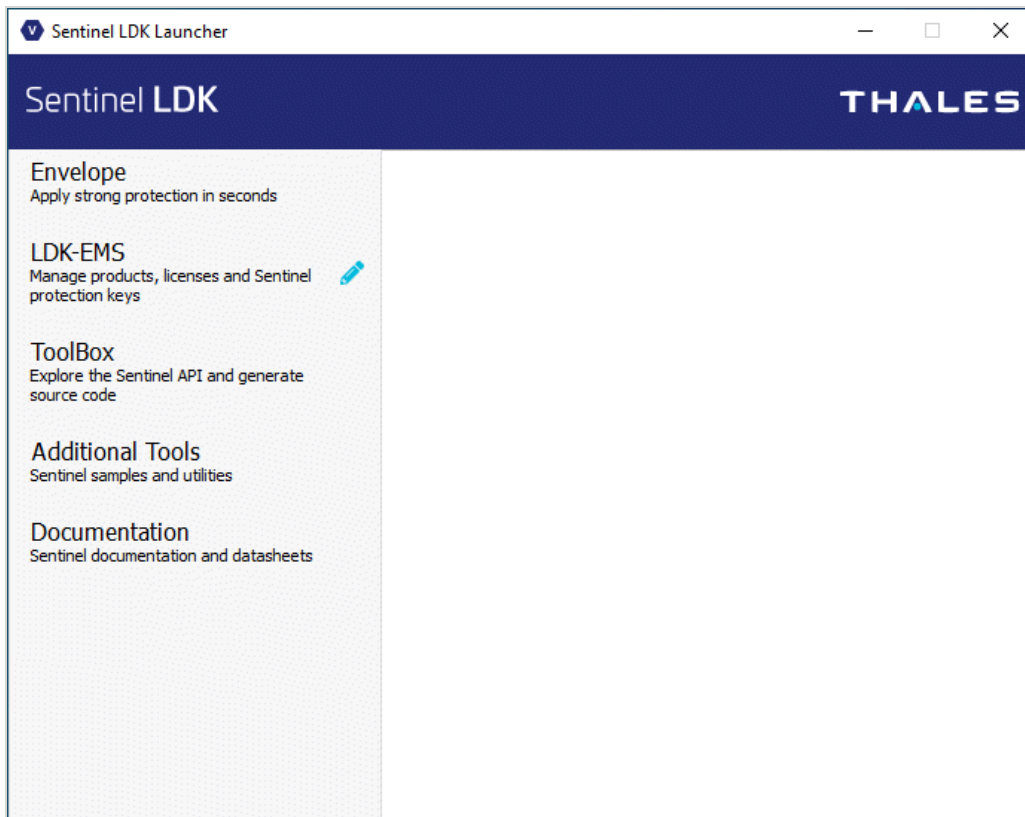 Sentinel LDK Launcher
Sentinel LDK
THALES
Envelope
Apply strong protection in seconds
LDK-EMS
Manage products, licenses and Sentinel
protection keys
ToolBox
Explore the Sentinel API and generate
source code
Additional Tools
Sentinel samples and utilities
Documentation
Sentinel documentation and datasheets